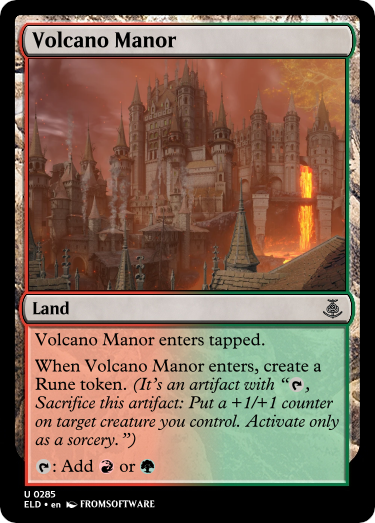 Volcano Manor
Land
Volcano Manor enters tapped.
When Volcano Manor enters, create a
Rune token. (It's an artifact with “, 
Sacrifice this artifact: Put a +1/+1 counter
on target creature you control. Activate only
as a sorcery.”)
: Add or
U 0285
ELD • en FROMSOFTWARE